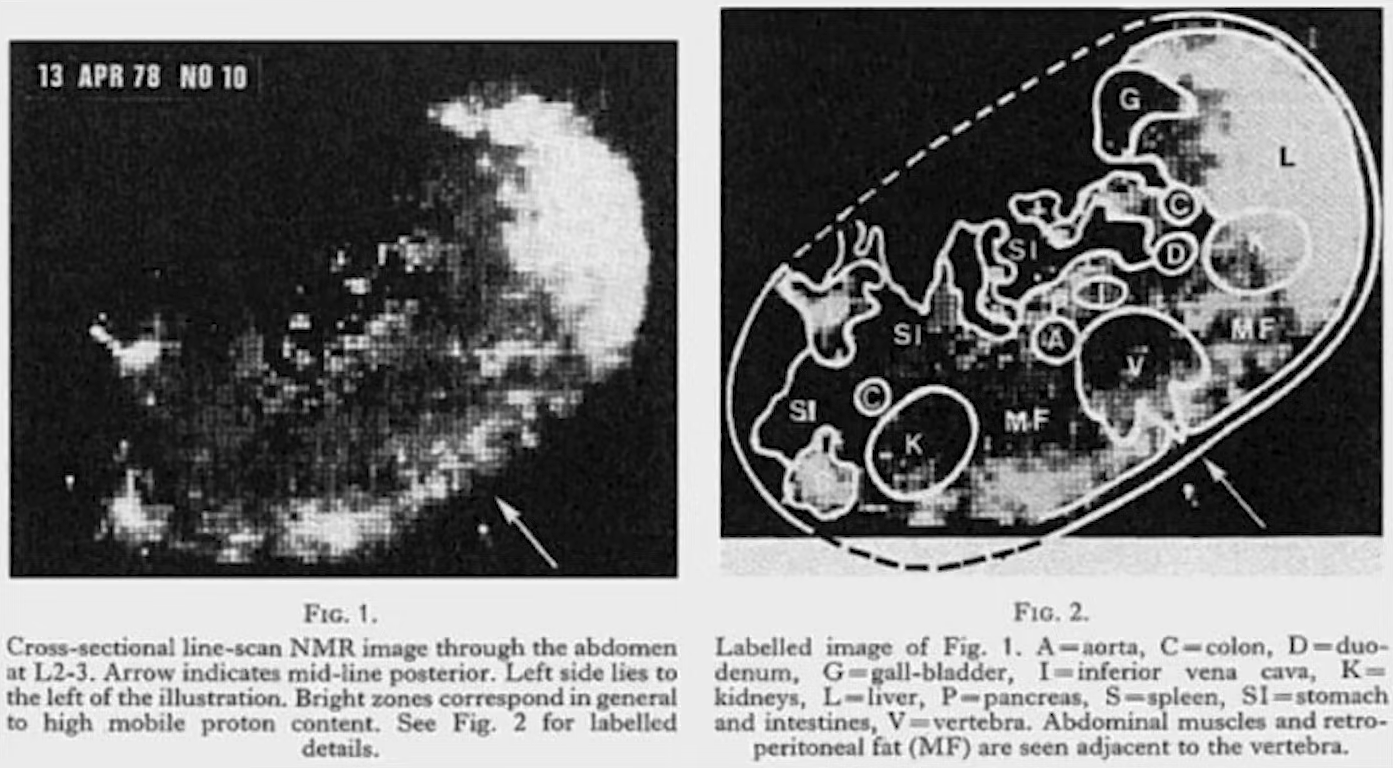 13 APR 78 NO 10
G
L
C
SI
D
K
I
SI
A
MF
V
C
SI
MF
K
FIG. 1.
Cross-sectional line-scan NMR image through the abdomen
at L2-3. Arrow indicates mid-line posterior. Left side lies to
the left of the illustration. Bright zones correspond in general
to high mobile proton content. See Fig. 2 for labelled
details.
FIG. 2.
Labelled image of Fig. 1. A=aorta, C=colon, D=duo-
denum, G=gall-bladder, I=inferior vena cava, K=
kidneys, L=liver, P=pancreas, S=spleen, SI=stomach
and intestines, V=vertebra. Abdominal muscles and retro-
peritoneal fat (MF) are seen adjacent to the vertebra.